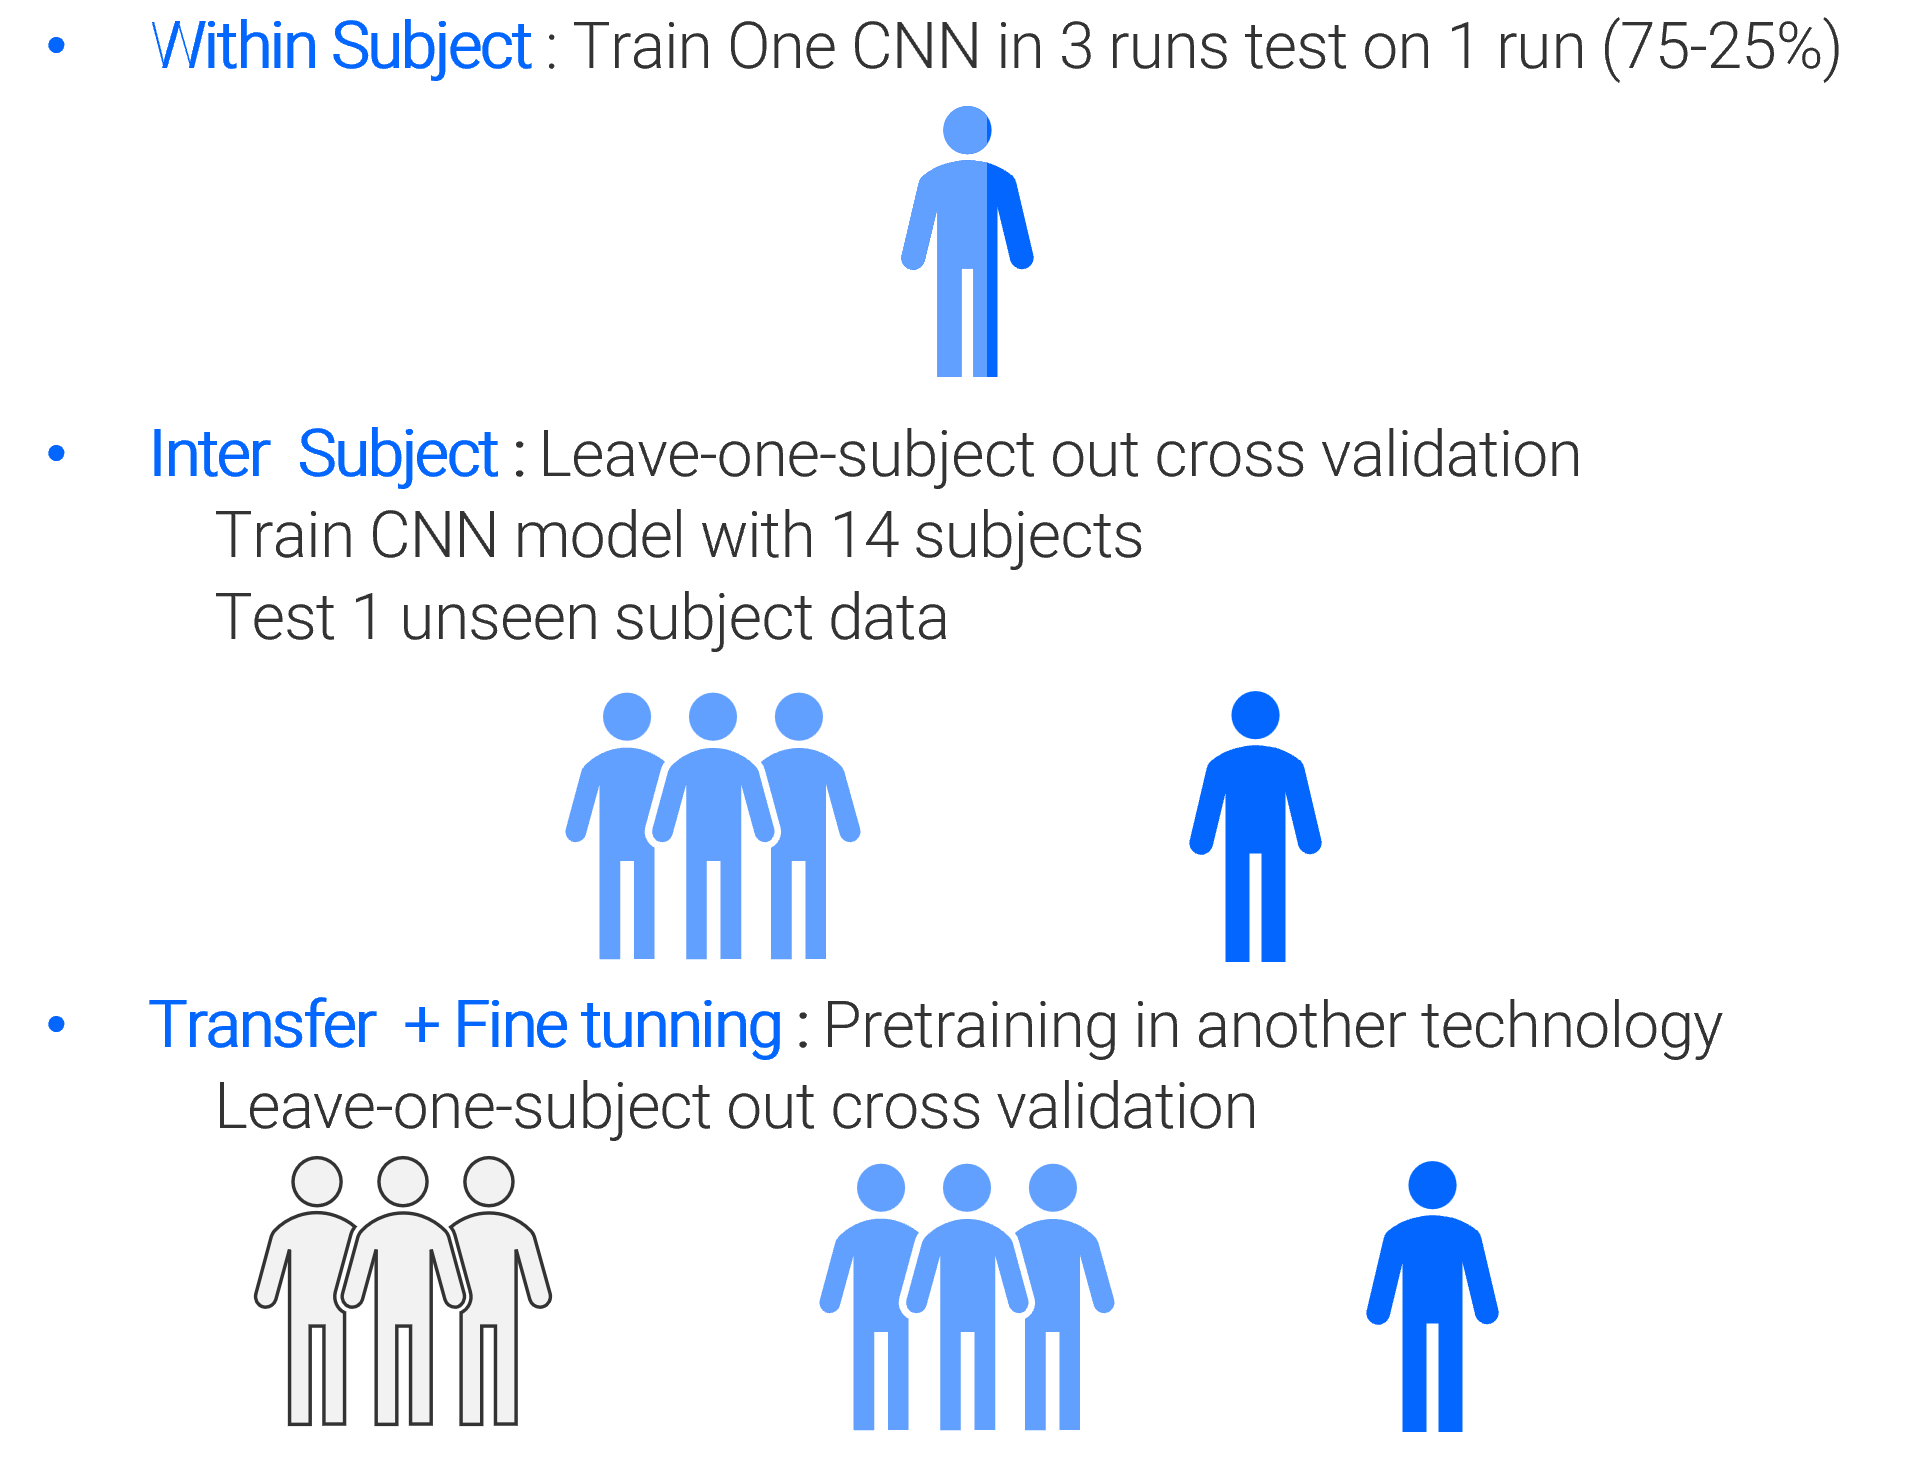 • Within Subject : Train One CNN in 3 runs test on 1 run (75-25%)
• Inter Subject : Leave-one-subject out cross validation
Train CNN model with 14 subjects
Test 1 unseen subject data
• Transfer + Fine tunning : Pretraining in another technology
Leave-one-subject out cross validation